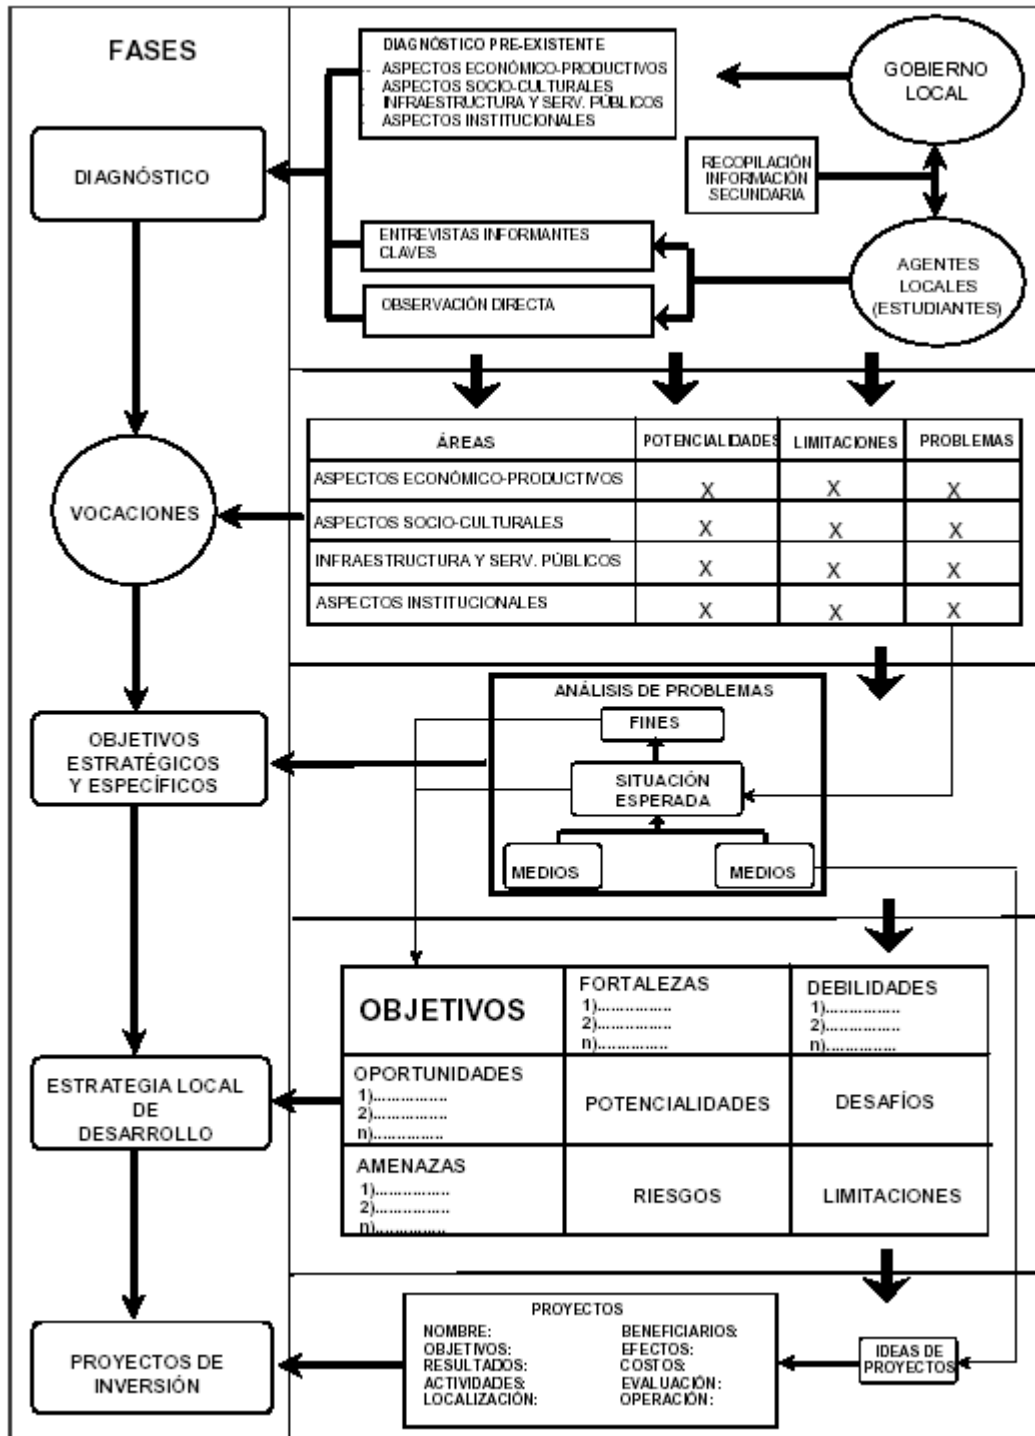 FASES
DIAGNÓSTICO PRE-EXISTENTE
- ASPECTOS ECONÓMICO-PRODUCTIVOS
- ASPECTOS SOCIO-CULTURALES
- INFRAESTRUCTURA Y SERV. PÚBLICOS
- ASPECTOS INSTITUCIONALES
GOBIERNO
LOCAL
DIAGNÓSTICO
RECOPILACIÓN
INFORMACIÓN
SECUNDARIA
ENTREVISTAS INFORMANTES
CLAVES
OBSERVACIÓN DIRECTA
AGENTES
LOCALES
(ESTUDIANTES)
ÁREAS POTENCIALIDADES LIMITACIONES PROBLEMAS
ASPECTOS ECONÓMICO-PRODUCTIVOS X X X
ASPECTOS SOCIO-CULTURALES X X X
INFRAESTRUCTURA Y SERV. PÚBLICOS X X X
ASPECTOS INSTITUCIONALES X X X
VOCACIONES
ANÁLISIS DE PROBLEMAS
FINES
SITUACIÓN
ESPERADA
MEDIOS MEDIOS
OBJETIVOS
ESTRATÉGICOS
Y ESPECÍFICOS
OBJETIVOS
FORTALEZAS
1)...............
2)...............
n)..............
DEBILIDADES
1)...............
2)...............
n)..............
OPORTUNIDADES
1)...............
2)...............
n)..............
POTENCIALIDADES
DESAFÍOS
AMENAZAS
1)...............
2)...............
n)..............
RIESGOS
LIMITACIONES
ESTRATEGIA LOCAL
DE
DESARROLLO
PROYECTOS
NOMBRE: BENEFICIARIOS:
OBJETIVOS: EFECTOS:
RESULTADOS: COSTOS:
ACTIVIDADES: EVALUACIÓN:
LOCALIZACIÓN: OPERACIÓN:
IDEAS DE
PROYECTOS
PROYECTOS DE
INVERSIÓN